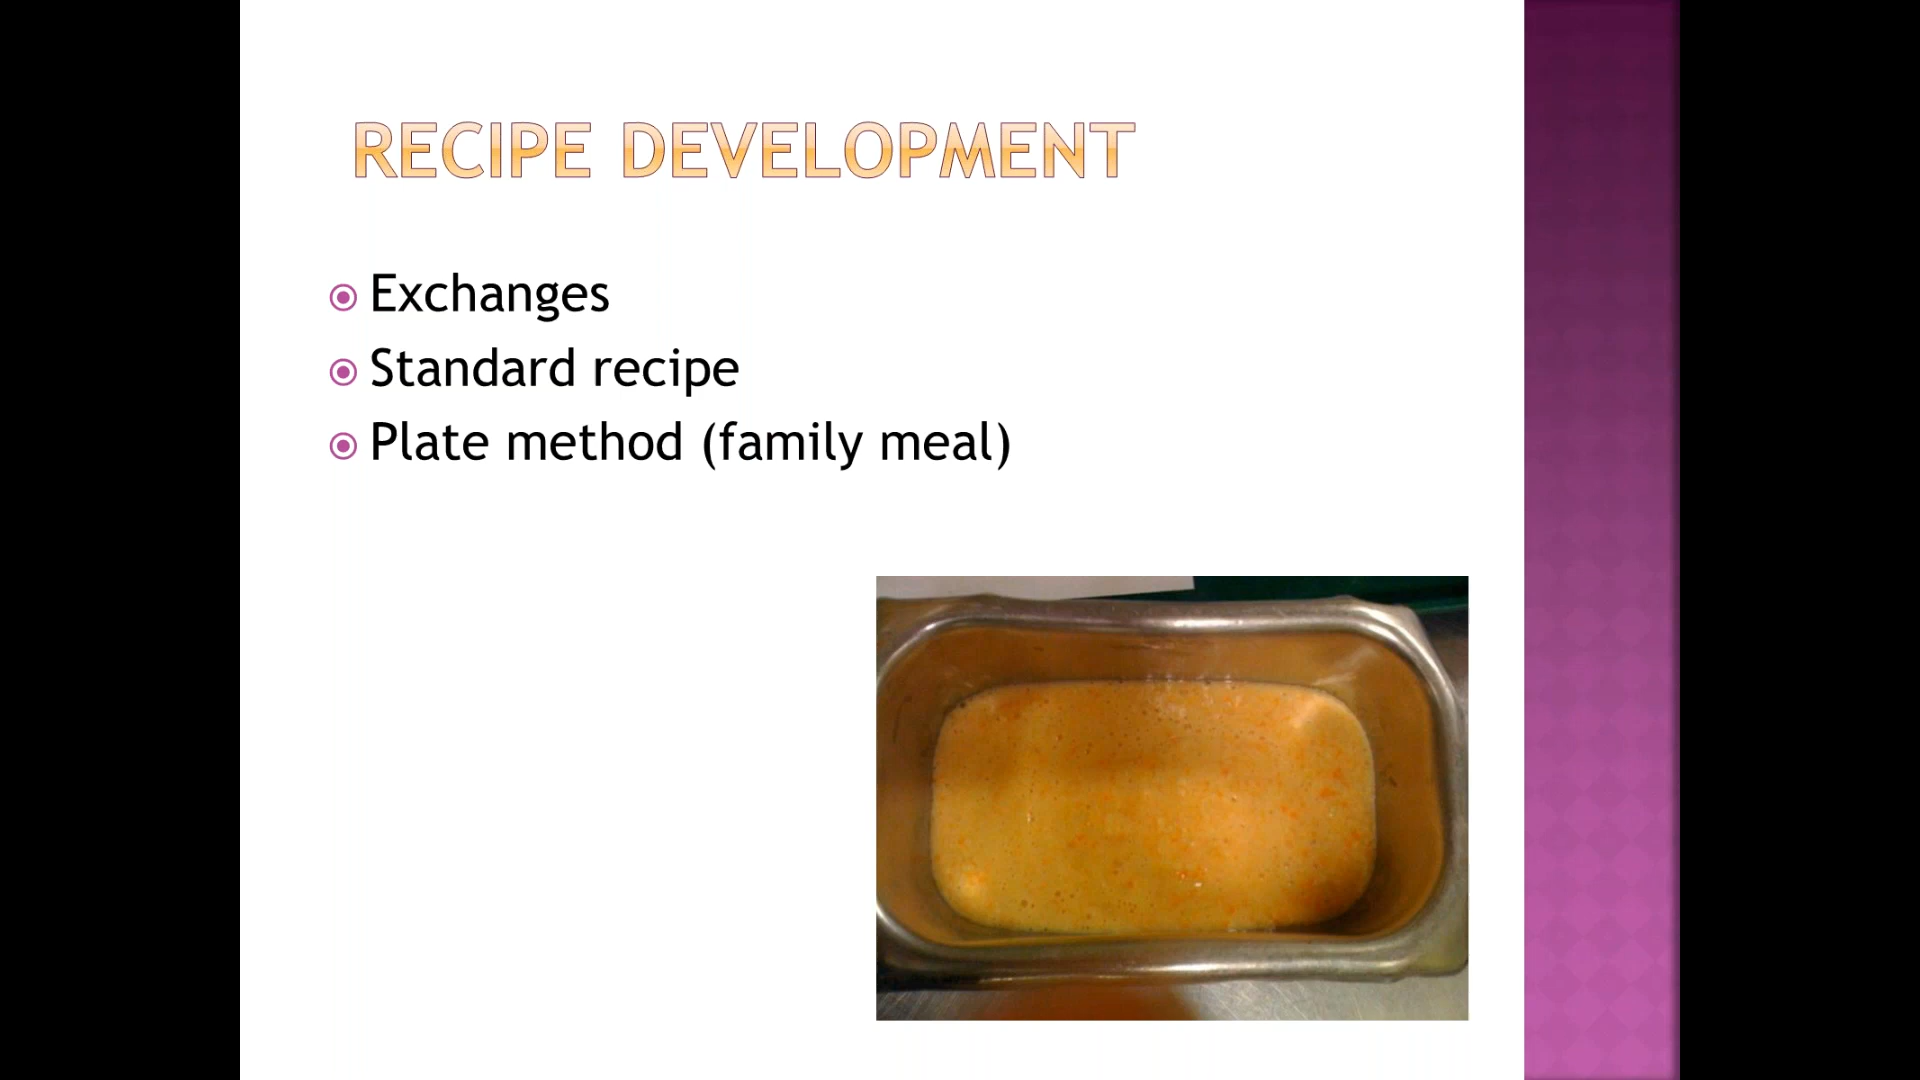 RECIPE DEVELOPMENT
Exchanges
Standard recipe
Plate method (family meal)